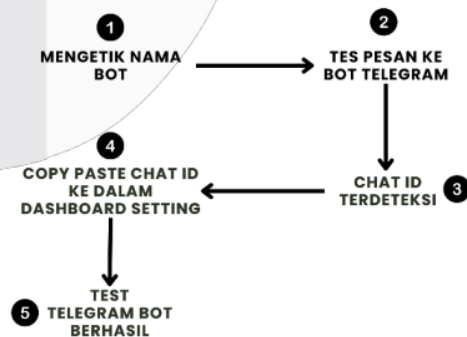 1
MENGETIK NAMA
BOT
2
TES PESAN KE
BOT TELEGRAM
3
CHAT ID
TERDETEKSI
4
COPY PASTE CHAT ID
KE DALAM
DASHBOARD SETTING
5
TEST
TELEGRAM BOT
BERHASIL